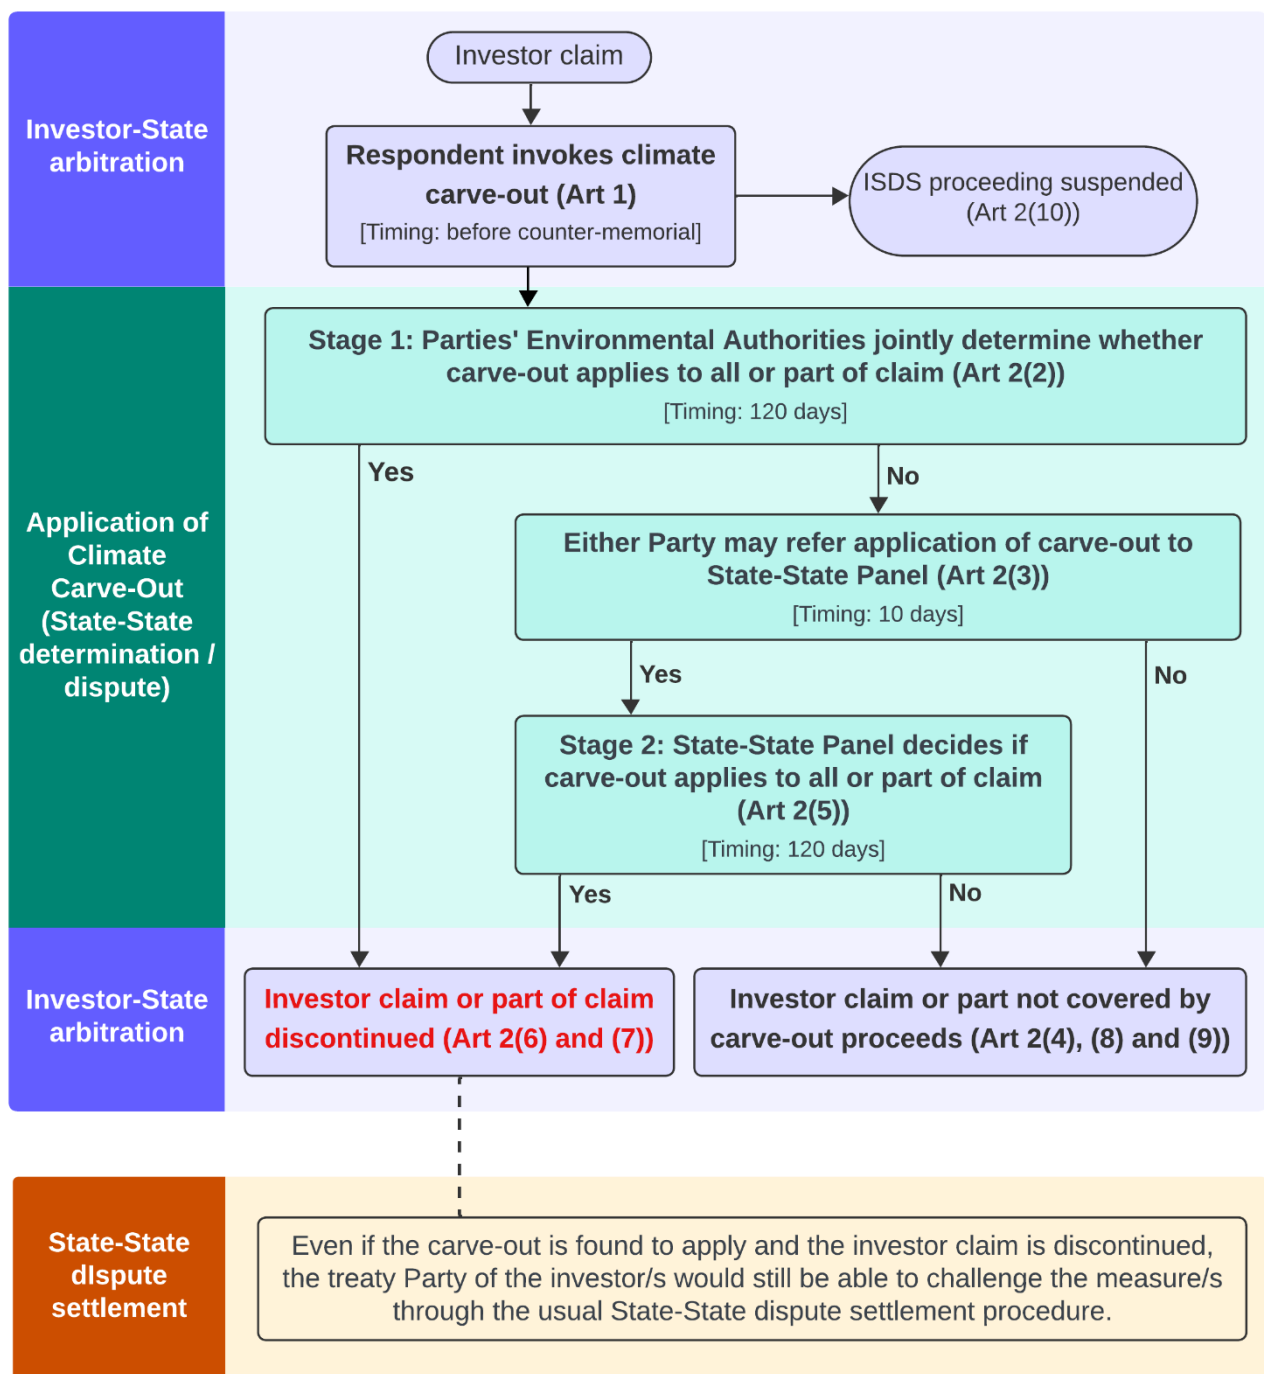 Investor-State
arbitration
Investor claim
Respondent invokes climate
carve-out (Art 1)
[Timing: before counter-memorial]
ISDS proceeding suspended
(Art 2(10))
Application of
Climate
Carve-Out
(State-State
determination /
dispute)
Stage 1: Parties' Environmental Authorities jointly determine whether
carve-out applies to all or part of claim (Art 2(2))
[Timing: 120 days]
Yes
No
Either Party may refer application of carve-out to
State-State Panel (Art 2(3))
[Timing: 10 days]
Yes
No
Stage 2: State-State Panel decides if
carve-out applies to all or part of claim
(Art 2(5))
[Timing: 120 days]
Yes
No
Investor-State
arbitration
Investor claim or part of claim
discontinued (Art 2(6) and (7))
Investor claim or part not covered by
carve-out proceeds (Art 2(4), (8) and (9))
State-State
dIspute
settlement
Even if the carve-out is found to apply and the investor claim is discontinued,
the treaty Party of the investor/s would still be able to challenge the measure/s
through the usual State-State dispute settlement procedure.